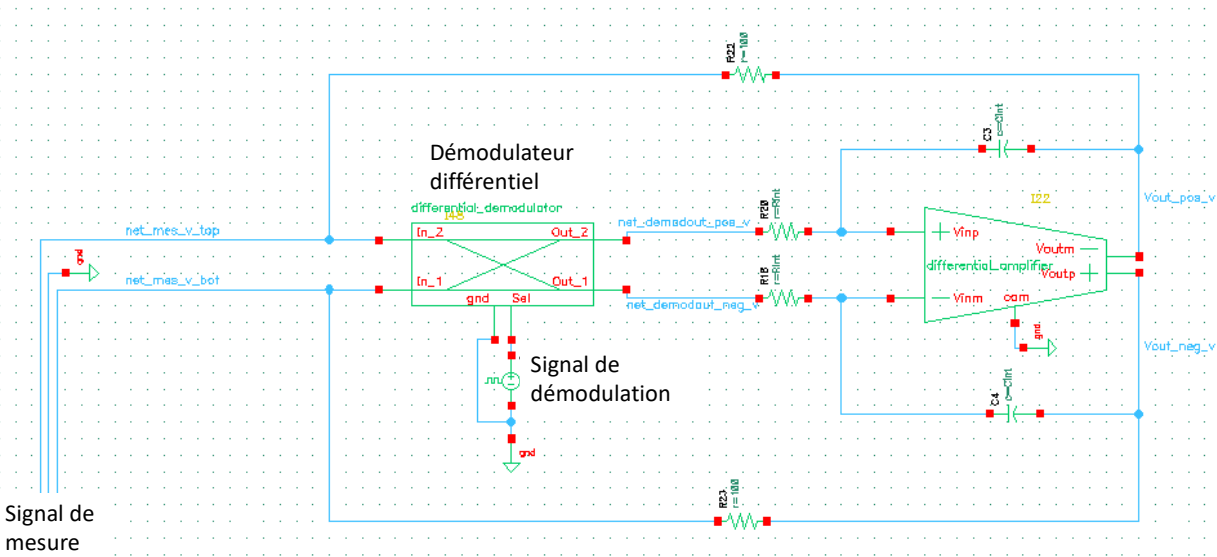 R22
r=100
C3
c=CInt
Démodulateur
différentiel
differential_demodulator
I48
I22
Vout_pos_v
net_mes_v_top
In_2
Out_2
net_demodout_pos_v
R20
r=RInt
Vinp
Voutm
gnd
differential_amplifier
Voutp
net_mes_v_bot
In_1
Out_1
R18
r=RInt
gnd
Sel
net_demodout_neg_v
Vinm
com
gnd
Vout_neg_v
Signal de
démodulation
C4
c=CInt
gnd
R23
r=100
Signal de
mesure